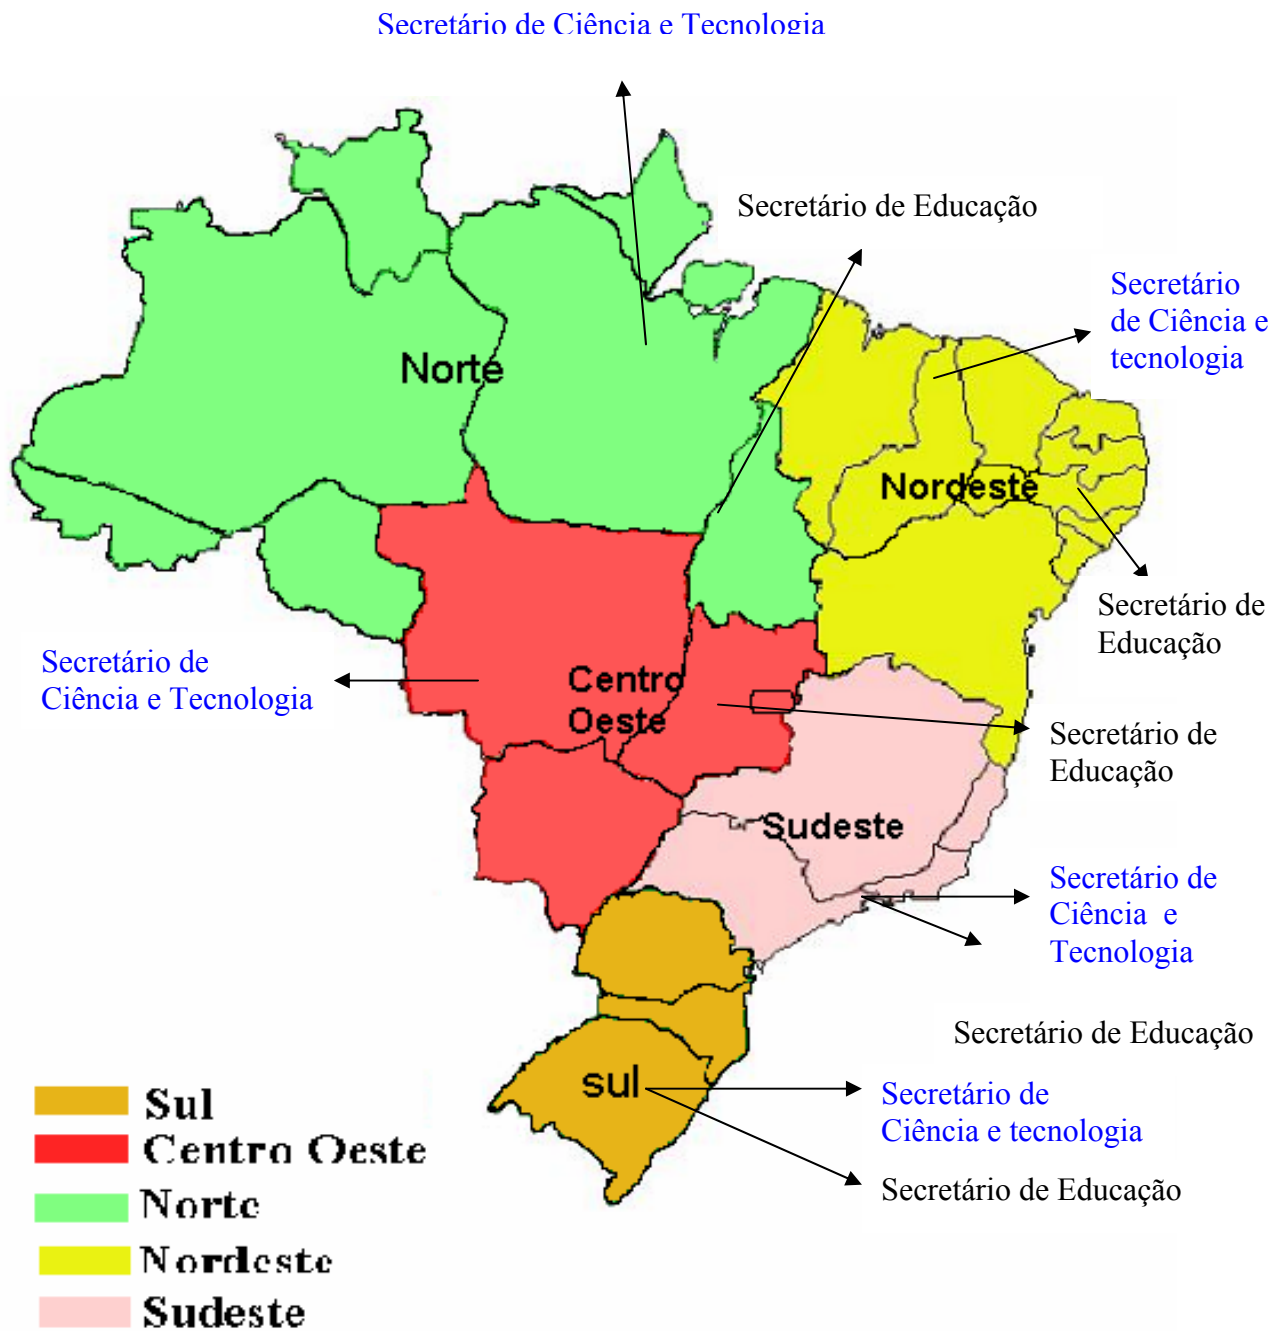 Secretário de Ciência e Tecnologia
Secretário de Educação
Secretário
de Ciência e
tecnologia
Norte
Nordeste
Secretário de
Educação
Secretário de
Ciência e Tecnologia
Centro
Oeste
Secretário de
Educação
Sudeste
Secretário de
Ciência e
Tecnologia
Secretário de Educação
sul
Secretário de
Ciência e tecnologia
Secretário de Educação
Sul
Centro Oeste
Norte
Nordeste
Sudeste